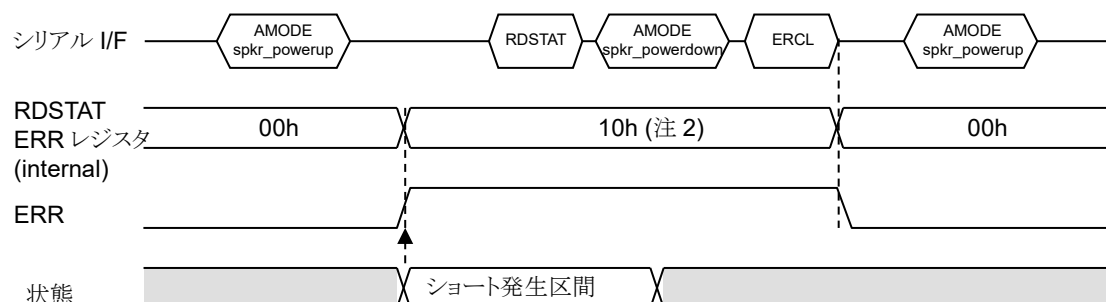 シリアル I/F
AMODE
spkr_powerup
RDSTAT
AMODE
spkr_powerdown
ERCL
AMODE
spkr_powerup
RDSTAT
ERR レジスタ
(internal)
00h
10h (注 2)
00h
ERR
状態
ショート発生区間